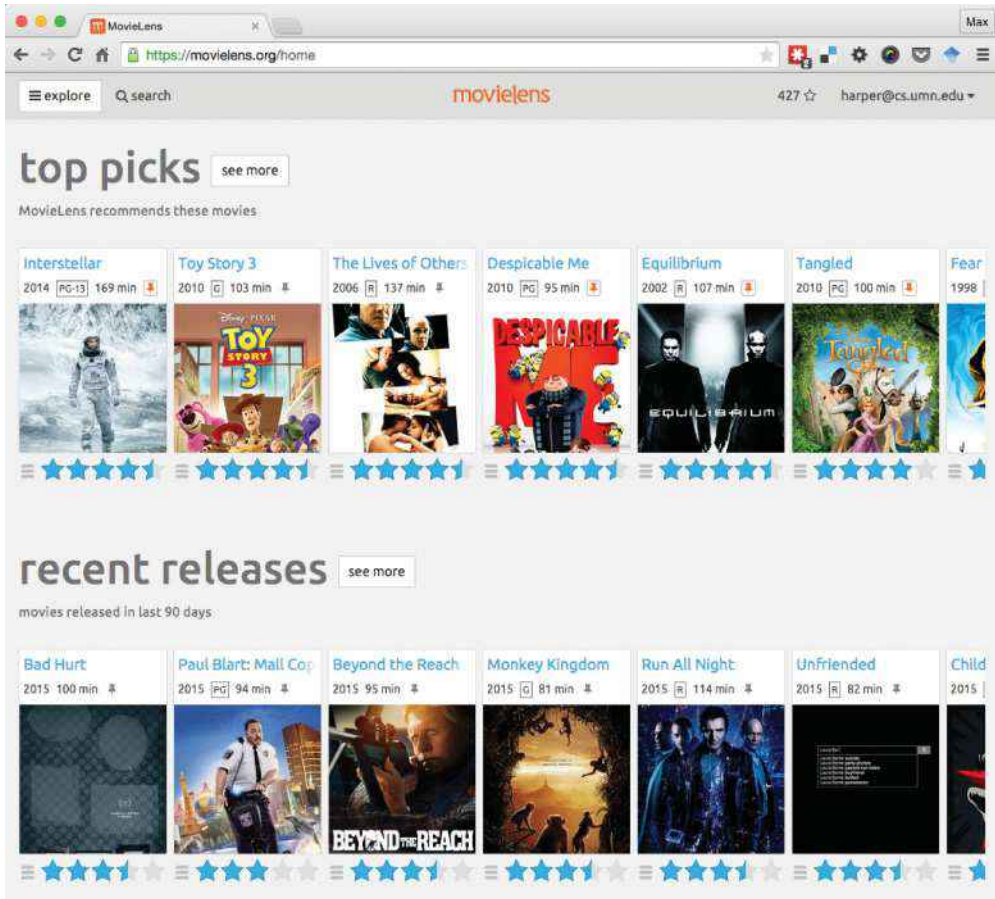 MovieLens
Max
https://movielens.org/home
explore search movielens 427 harper@cs.umn.edu
top picks see more
MovieLens recommends these movies
Interstellar Toy Story 3 The Lives of Others Despicable Me Equilibrium Tangled Fear
2014 PG-13 169 min 2010 G 103 min 2006 R 137 min 2010 PG 95 min 2002 R 107 min 2010 PG 100 min 1998
DISNEY PIXAR
TOY
STORY
3
DESPICABLE
ME
EQUILIBRIUM
Tangled
recent releases see more
movies released in last 90 days
Bad Hurt Paul Blart: Mall Cop Beyond the Reach Monkey Kingdom Run All Night Unfriended Child
2015 100 min 2015 PG 94 min 2015 95 min 2015 G 81 min 2015 R 114 min 2015 R 82 min 2015
BEYOND THE REACH